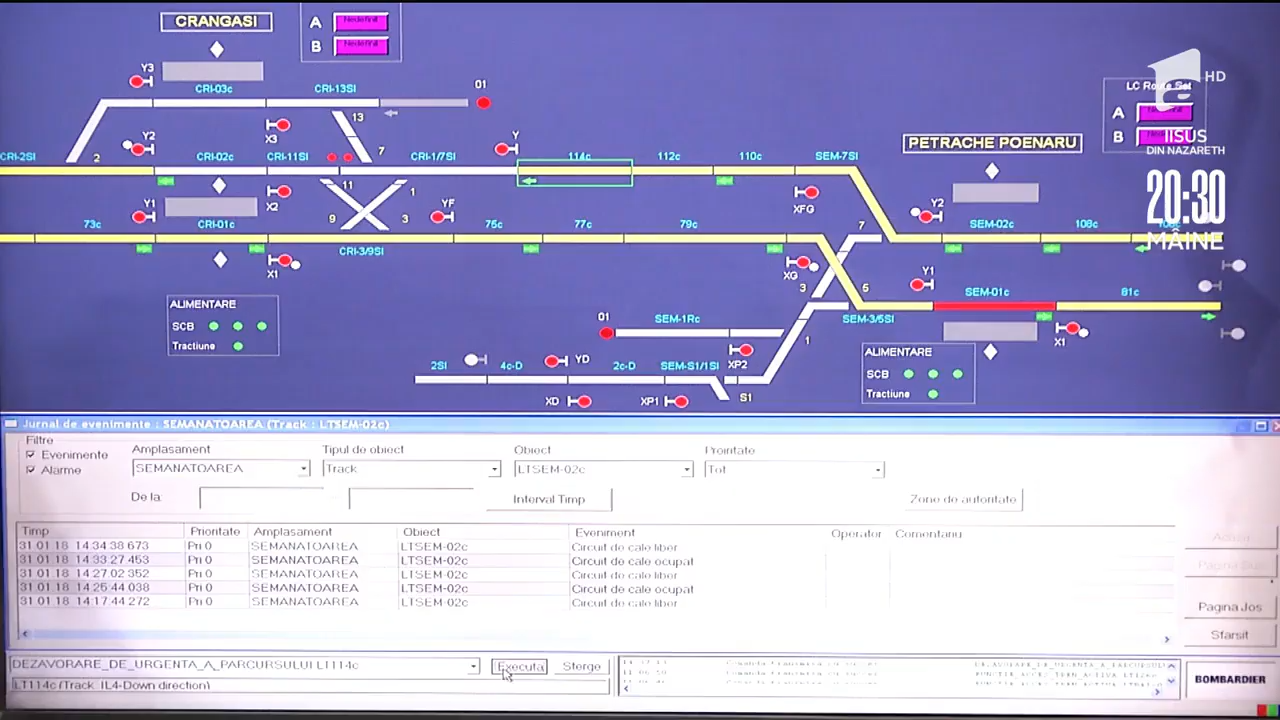 CRANGASI
A Nedefinit
B Nedefinit
Y3
CRI-03c
CRI-13SI
01
13
X3
2
Y2
7
Y
CRI-2SI
CRI-02c
CRI-11SI
CRI-1/7SI
114c
112c
110c
SEM-7SI
11
1
X2
9
3
Y1
YF
73c
CRI-01c
CRI-3/9SI
75c
77c
79c
X1
XFG
XG
7
3
5
HD
LC Route Set
A
B
IISUS
DIN NAZARETH
20:30
MÂINE
PETRACHE POENARU
Y2
SEM-02c
108c
Y1
SEM-01c
81c
X1
SEM-3/5SI
ALIMENTARE
SCB
Tractiune
01
SEM-1Rc
1
XP2
2SI
4c-D
YD
2c-D
SEM-S1/1SI
XD
XP1
S1
ALIMENTARE
SCB
Tractiune
Jurnal de evenimente : SEMANATOAREA (Track : LTSEM-02c)
Filtre
Evenimente
Alarme
Amplasament
SEMANATOAREA
Tipul de obiect
Track
Obiect
LTSEM-02c
Prioritate
Tot
De la:
Interval Timp
Zone de autoritate
Timp Prioritate Amplasament Obiect Eveniment Operator Comentariu
31 01 18 14:34:38 673 Pri 0 SEMANATOAREA LTSEM-02c Circuit de cale liber
31 01 18 14:33:27 453 Pri 0 SEMANATOAREA LTSEM-02c Circuit de cale ocupat
31 01 18 14:27:02 352 Pri 0 SEMANATOAREA LTSEM-02c Circuit de cale liber
31 01 18 14:25:44 038 Pri 0 SEMANATOAREA LTSEM-02c Circuit de cale ocupat
31 01 18 14:17:44 272 Pri 0 SEMANATOAREA LTSEM-02c Circuit de cale liber
Pagina Jos
Sfarsit
DEZAVORARE_DE_URGENTA_A_PARCURSULUI LT114c
Executa
Sterge
LT114c (Track IL4-Down direction)
BOMBARDIER